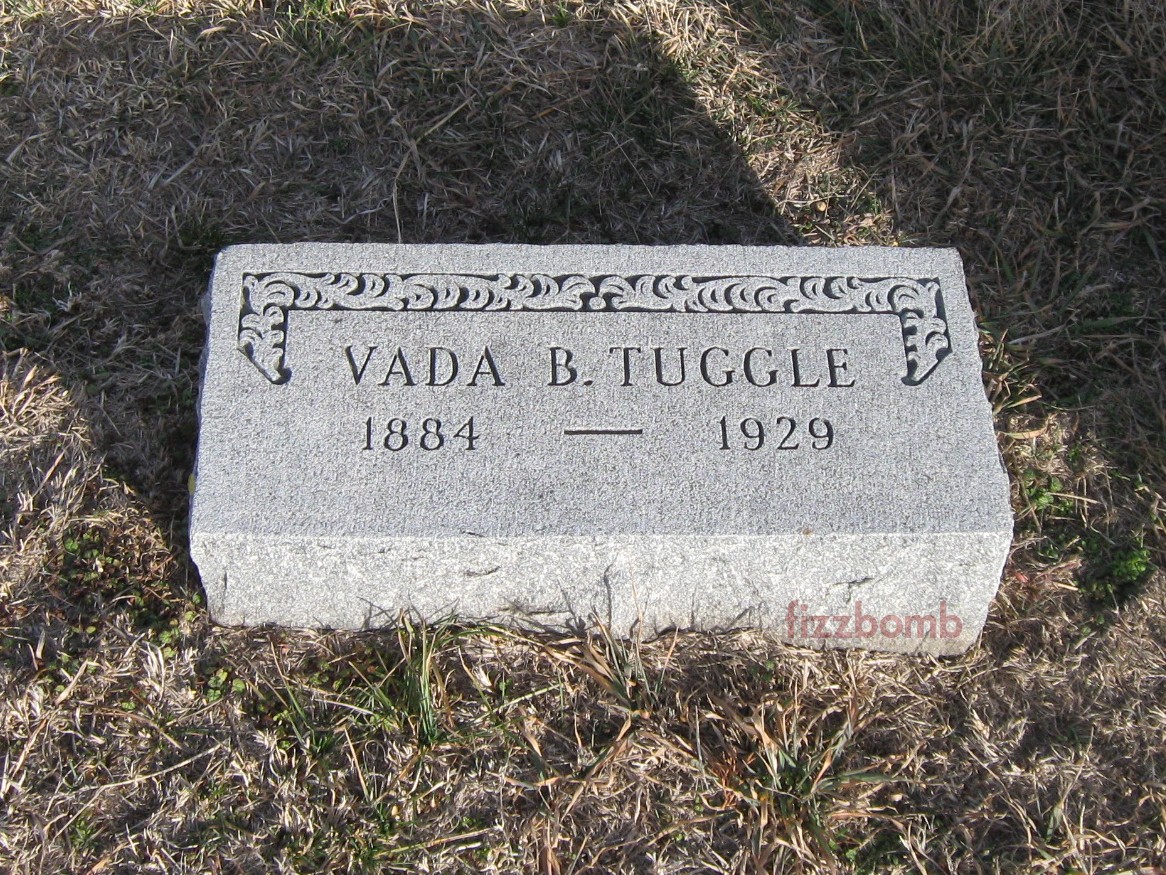 VADA B. TUGGLE
1884 — 1929
fizzbomb